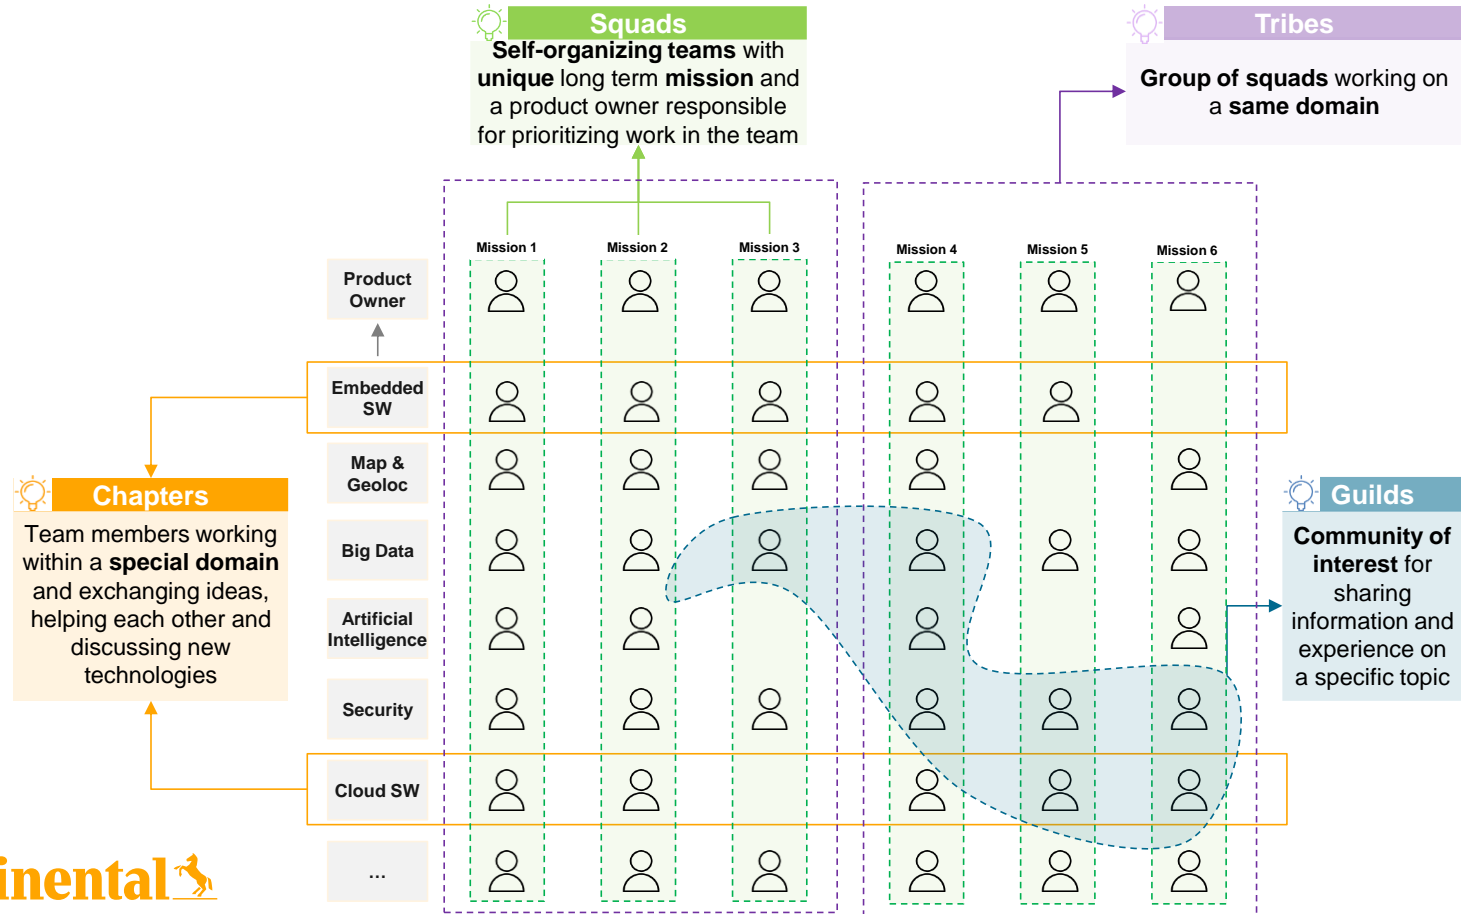 Squads
Self-organizing teams with
unique long term mission and
a product owner responsible
for prioritizing work in the team
Tribes
Group of squads working on
a same domain
Mission 1
Mission 2
Mission 3
Mission 4
Mission 5
Mission 6
Product
Owner
Embedded
SW
Map &
Geoloc
Big Data
Artificial
Intelligence
Security
Cloud SW
...
Chapters
Team members working
within a special domain
and exchanging ideas,
helping each other and
discussing new
technologies
Guilds
Community of
interest for
sharing
information and
experience on
a specific topic
inental